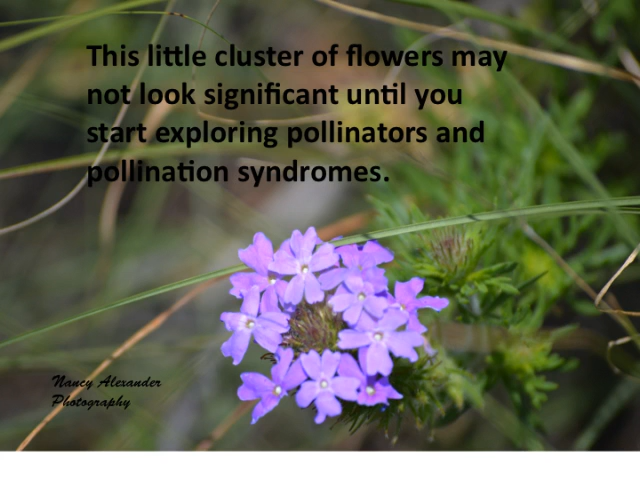 This little cluster of flowers may
not look significant until you
start exploring pollinators and
pollination syndromes.
Nancy Alexander
Photography